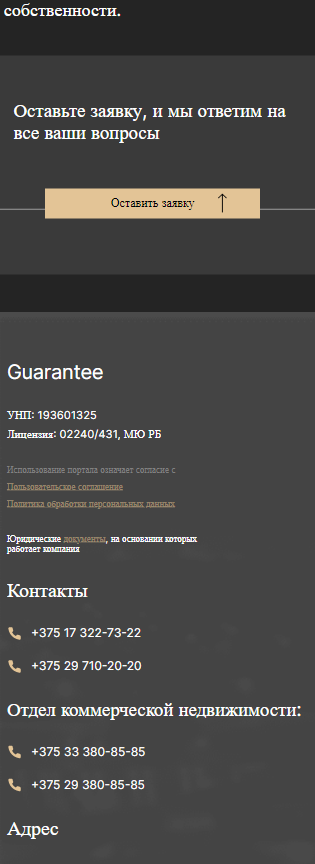 собственности.
Оставьте заявку, и мы ответим на
все ваши вопросы
Оставить заявку
Guarantee
УНП: 193601325
Лицензия: 02240/431, МЮ РБ
Использование портала означает согласие с
Пользовательское соглашение
Политика обработки персональных данных
Юридические документы, на основании которых
работает компания
Контакты
+375 17 322-73-22
+375 29 710-20-20
Отдел коммерческой недвижимости:
+375 33 380-85-85
+375 29 380-85-85
Адрес